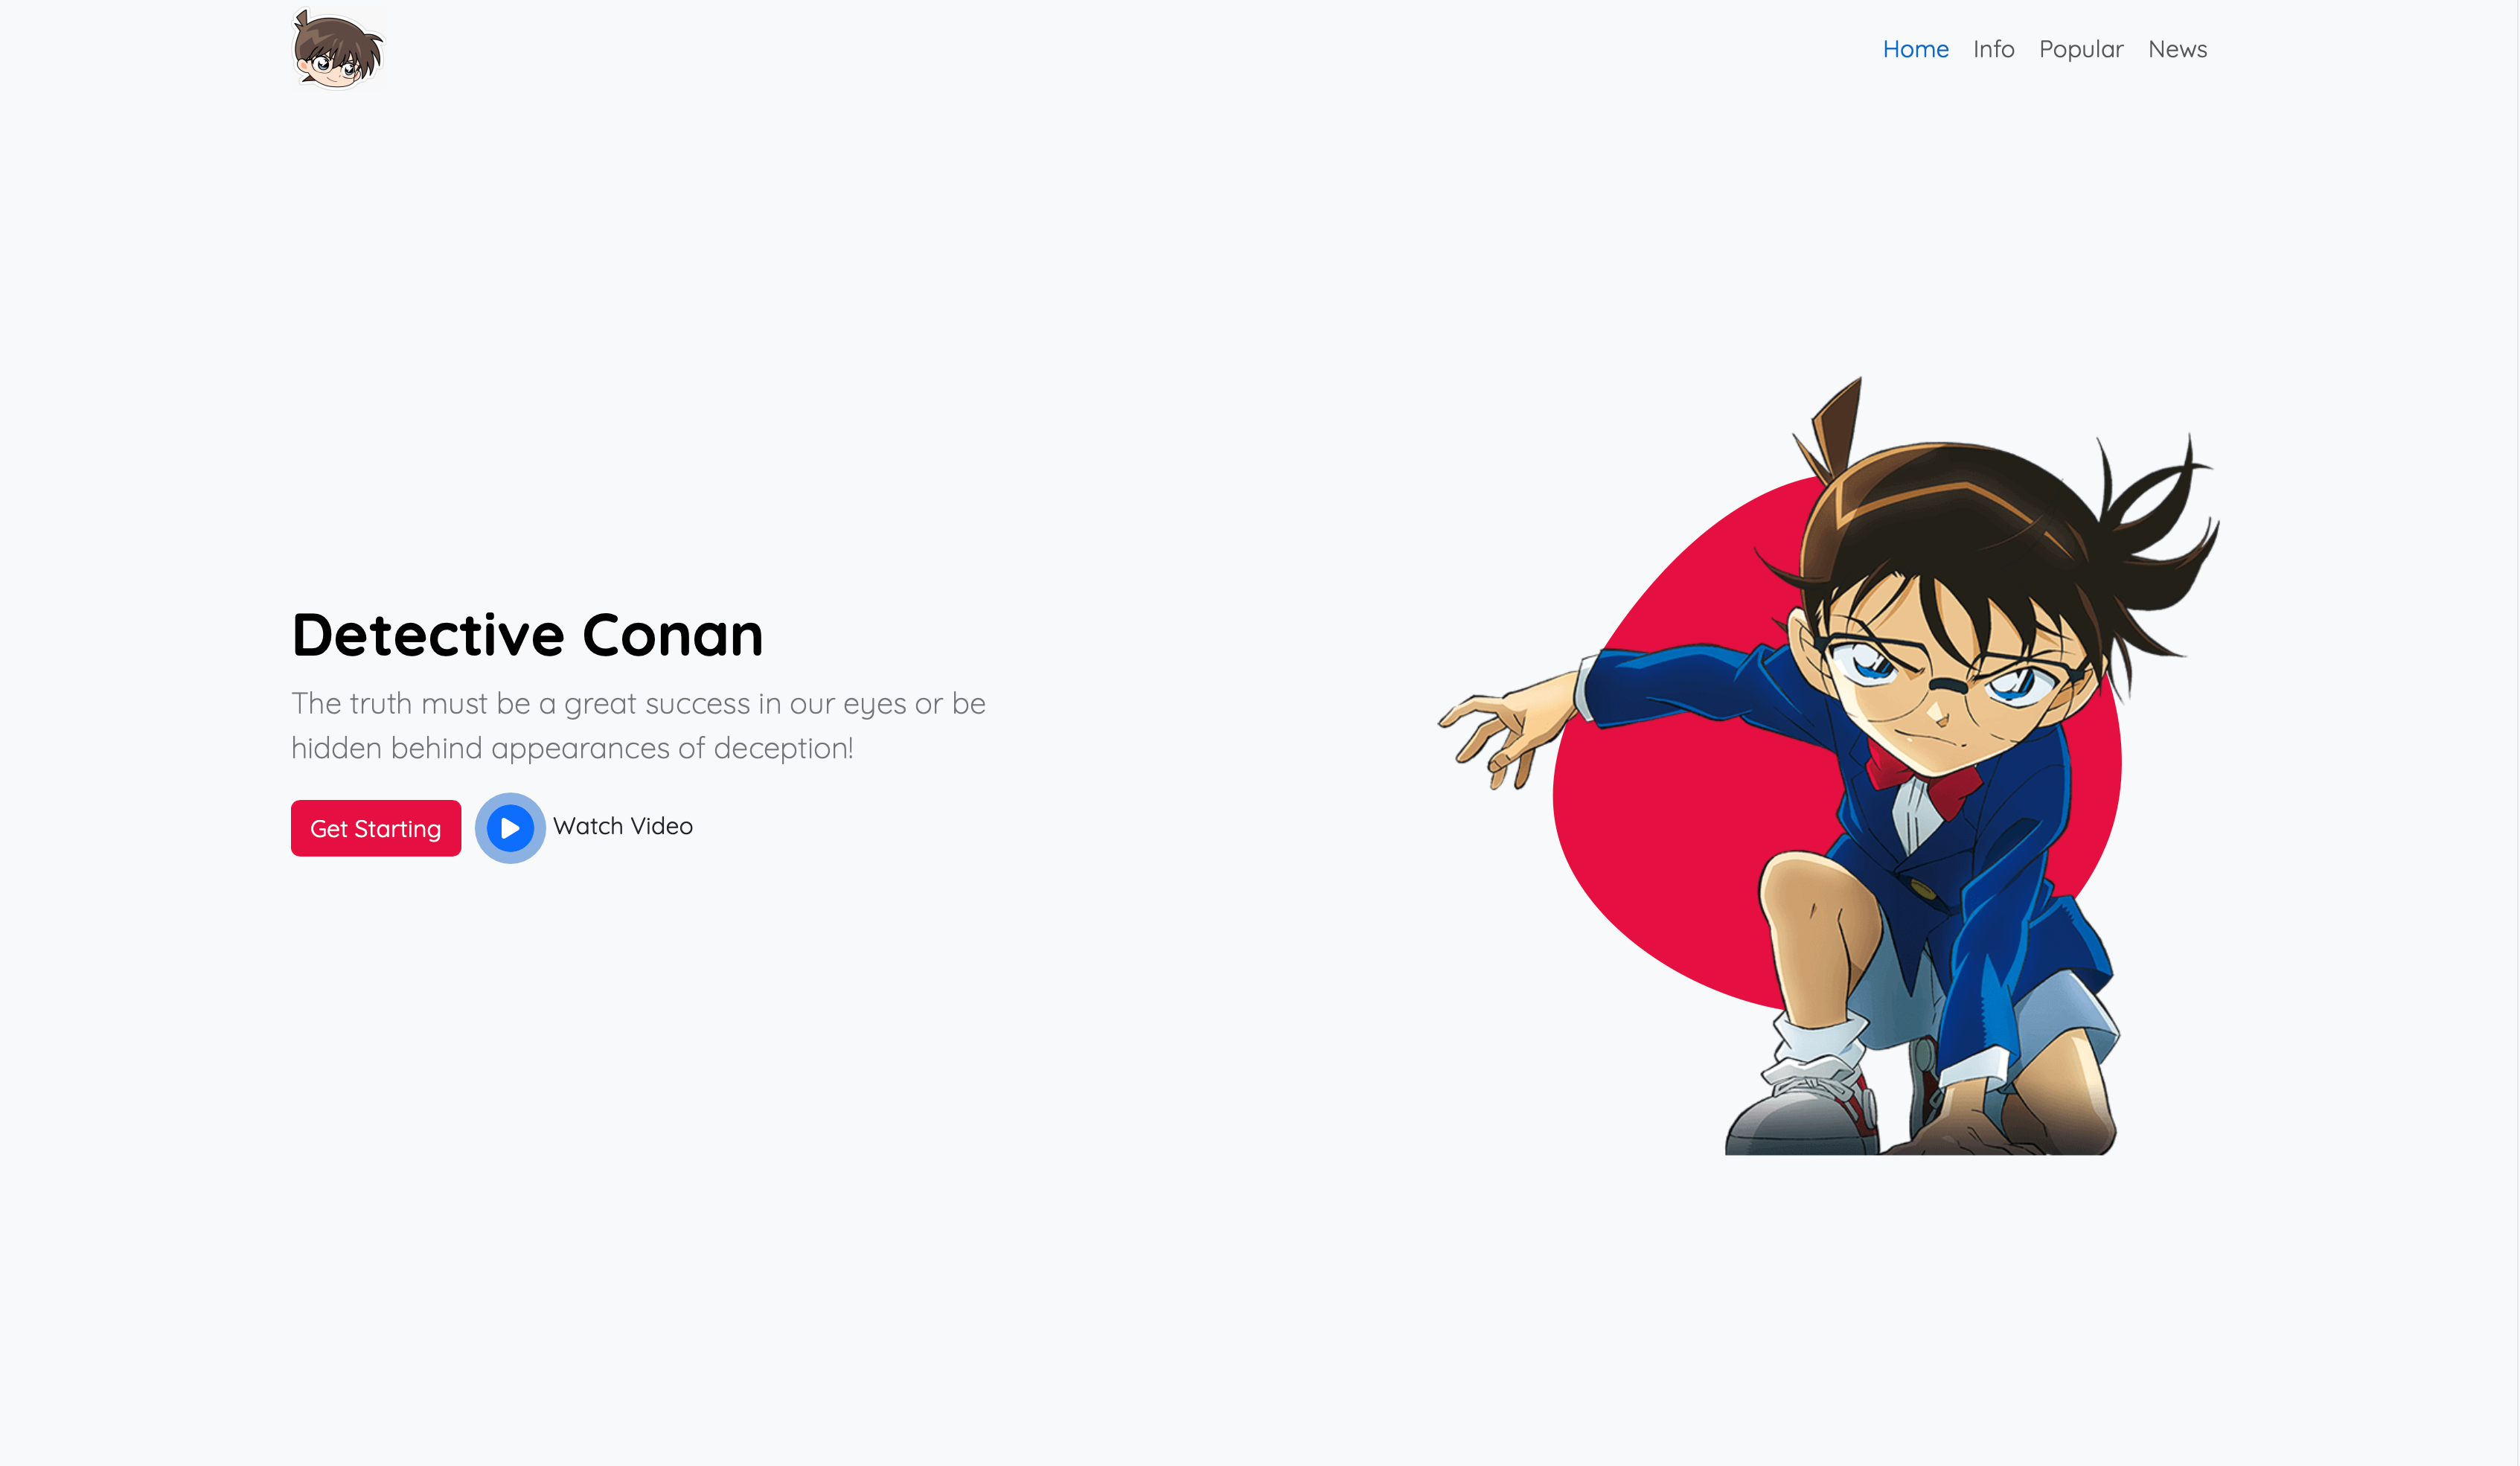 Home Info Popular News
Detective Conan
The truth must be a great success in our eyes or be
hidden behind appearances of deception!
Get Starting Watch Video